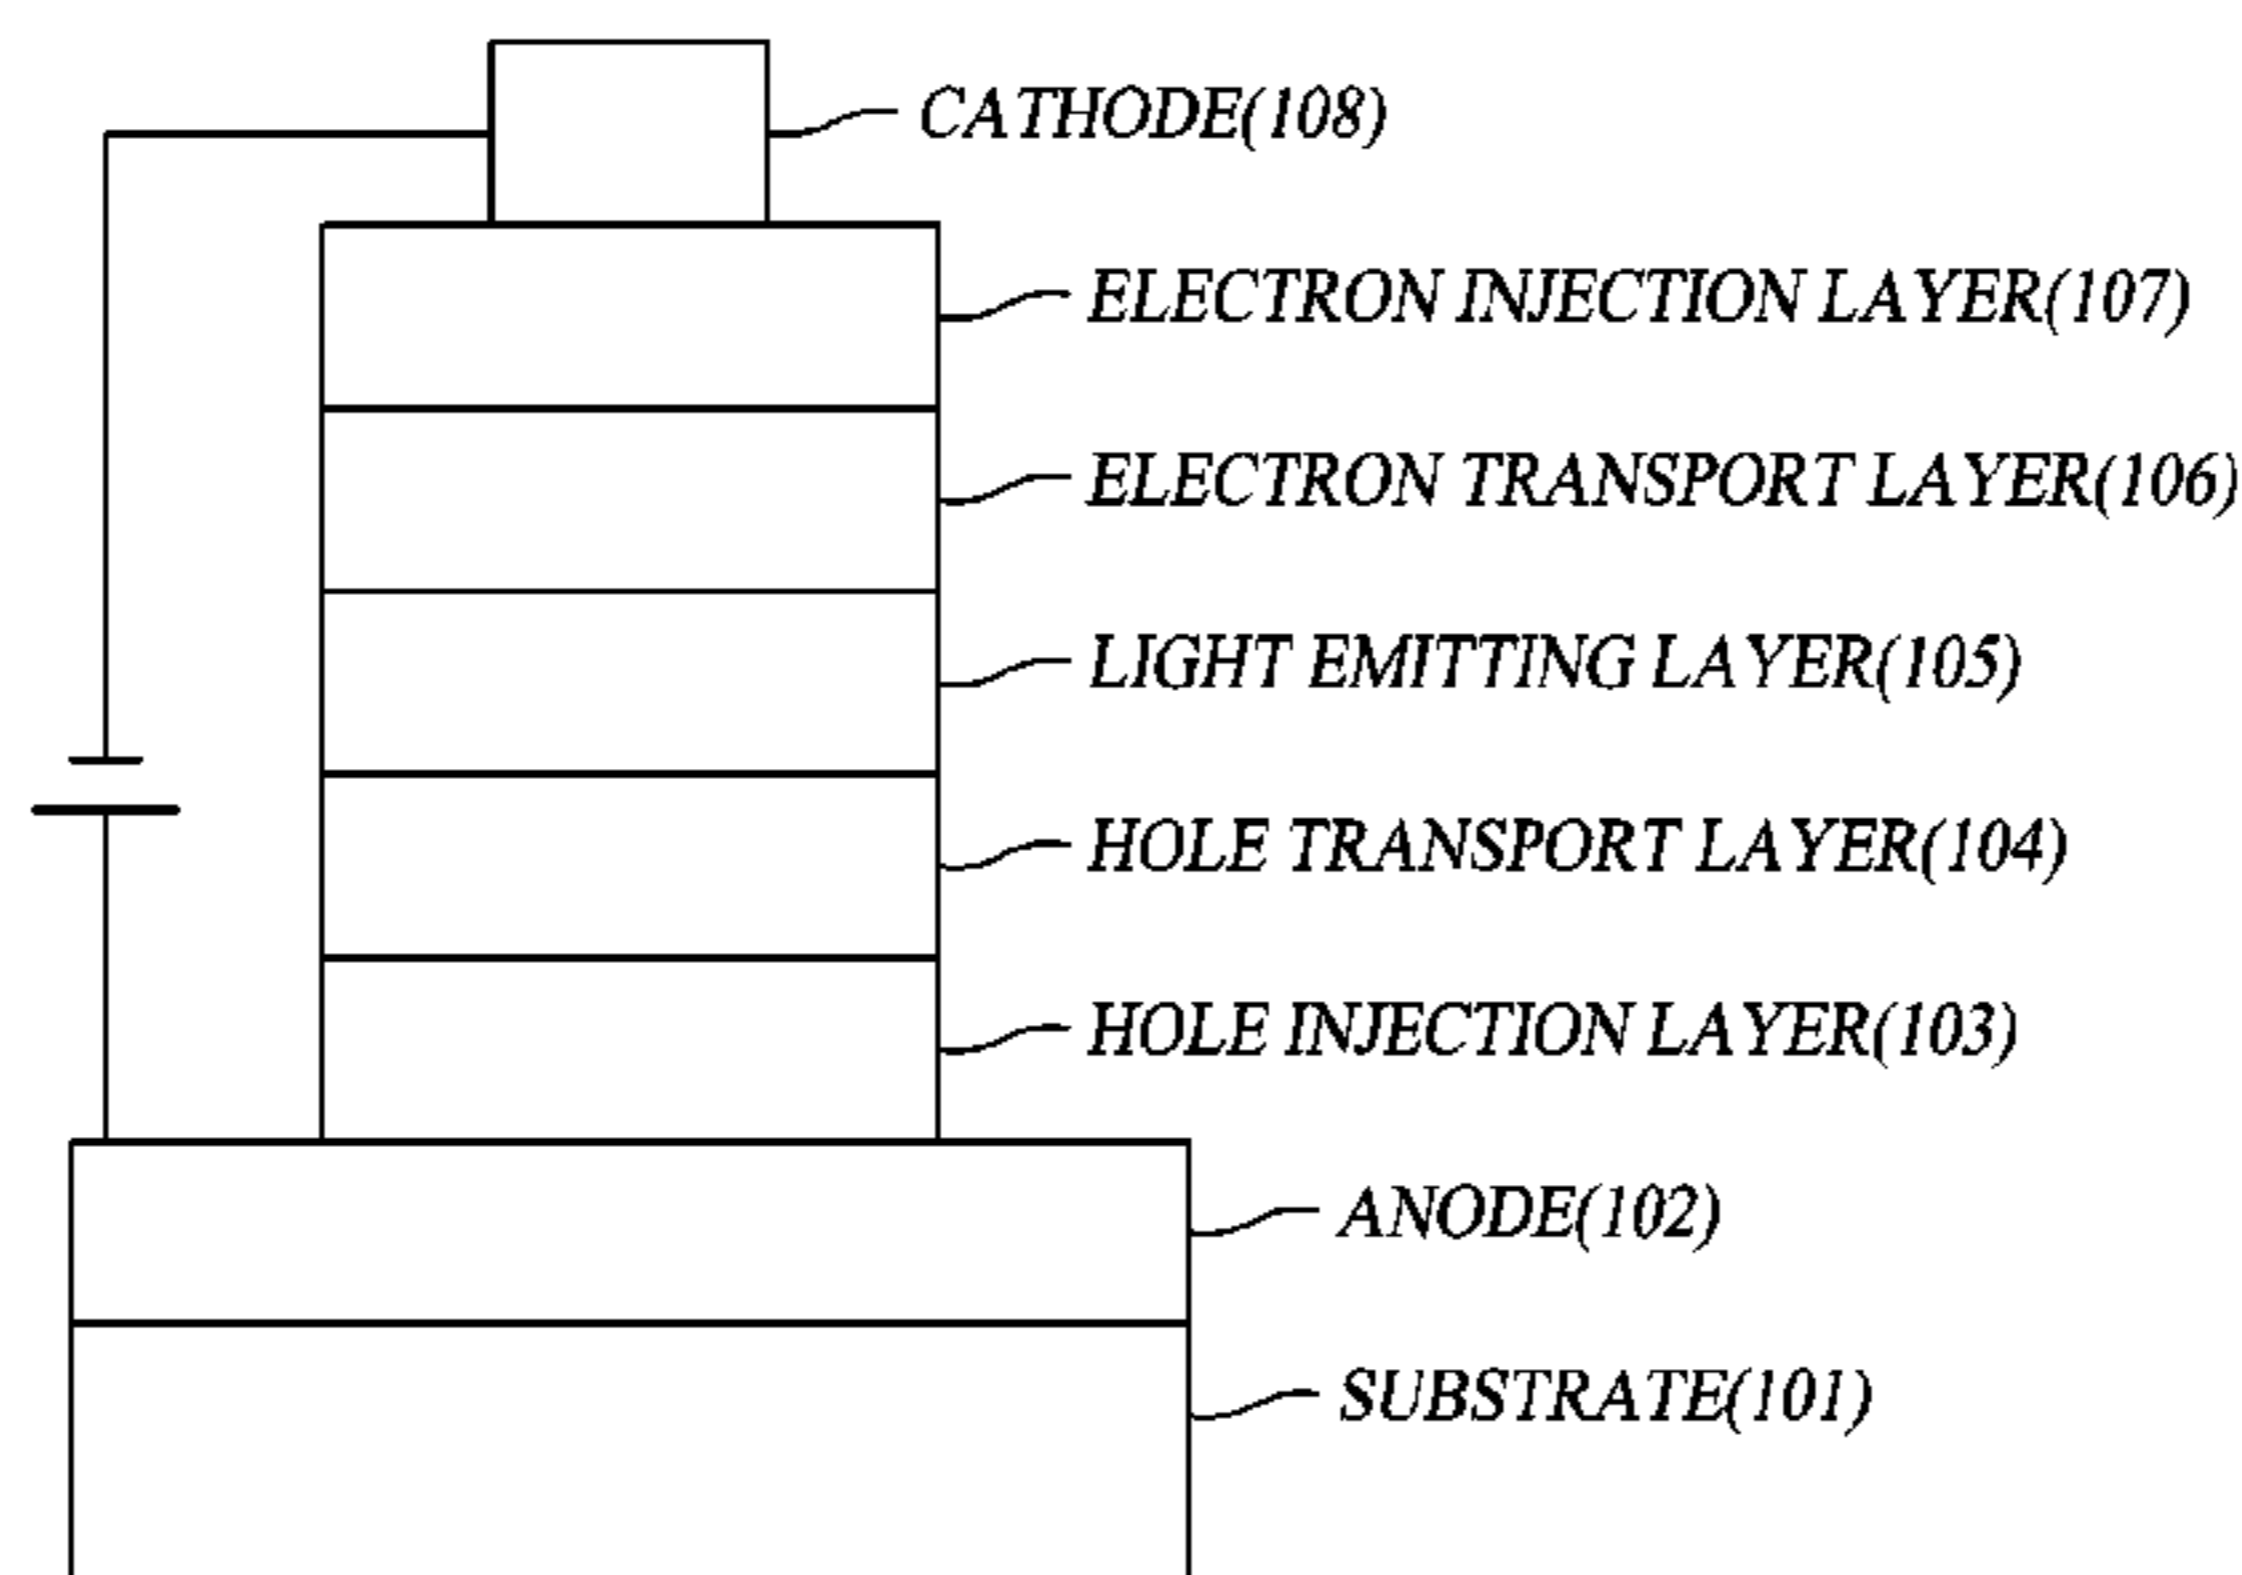 CATHODE(108)
ELECTRON INJECTION LAYER(107)
ELECTRON TRANSPORT LAYER(106)
LIGHT EMITTING LAYER(105)
HOLE TRANSPORT LAYER(104)
HOLE INJECTION LAYER(103)
ANODE(102)
SUBSTRATE(101)